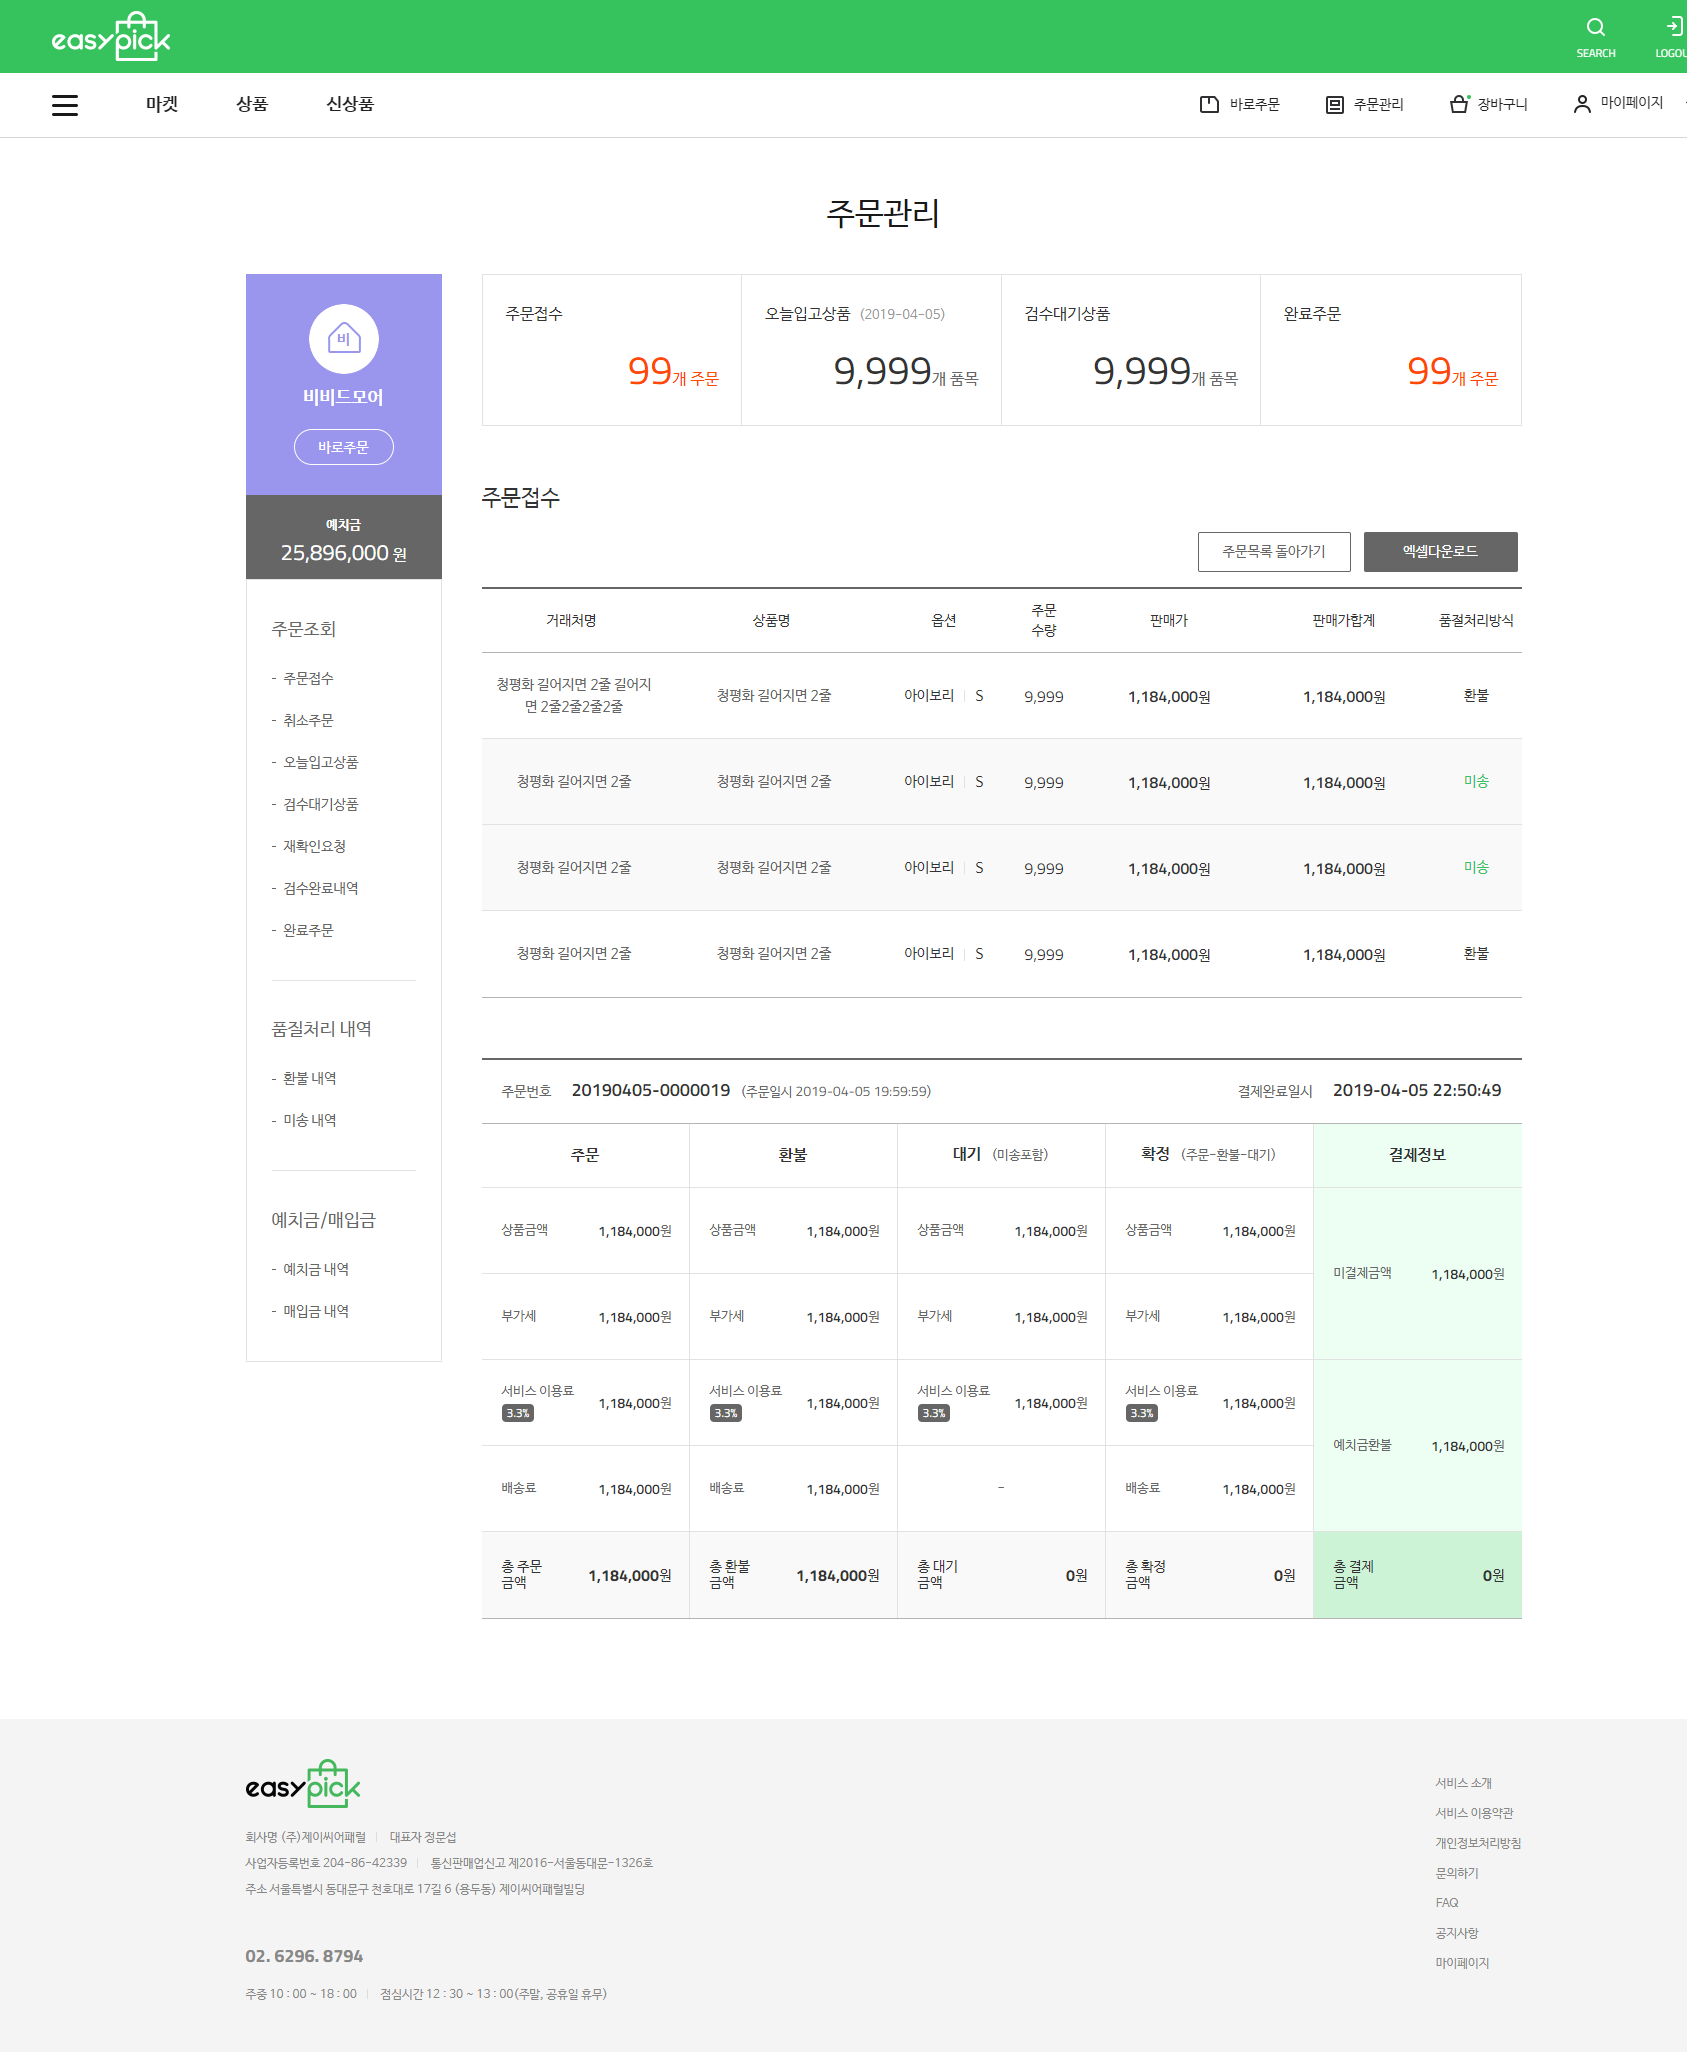 easypick
SEARCH
LOGOU
마켓
상품
신상품
바로주문
주문관리
장바구니
마이페이지
주문관리
비
비비드모어
바로주문
예치금
25,896,000 원
주문조회
- 주문접수
- 취소주문
- 오늘입고상품
- 검수대기상품
- 재확인요청
- 검수완료내역
- 완료주문
품질처리 내역
- 환불 내역
- 미송 내역
예치금/매입금
- 예치금 내역
- 매입금 내역
주문접수
99개 주문
오늘입고상품 (2019-04-05)
9,999개 품목
검수대기상품
9,999개 품목
완료주문
99개 주문
주문접수
주문목록 돌아가기
엑셀다운로드
거래처명 상품명 옵션 주문 판매가 판매가합계 품절처리방식
수량
청평화 길어지면 2줄 길어지
면 2줄2줄2줄2줄
청평화 길어지면 2줄 아이보리 S 9,999 1,184,000원 1,184,000원 환불
청평화 길어지면 2줄 청평화 길어지면 2줄 아이보리 S 9,999 1,184,000원 1,184,000원 미송
청평화 길어지면 2줄 청평화 길어지면 2줄 아이보리 S 9,999 1,184,000원 1,184,000원 미송
청평화 길어지면 2줄 청평화 길어지면 2줄 아이보리 S 9,999 1,184,000원 1,184,000원 환불
주문번호 20190405-0000019 (주문일시 2019-04-05 19:59:59) 결제완료일시 2019-04-05 22:50:49
주문 환불 대기 (미송포함) 확정 (주문-환불-대기) 결제정보
상품금액 1,184,000원 상품금액 1,184,000원 상품금액 1,184,000원 상품금액 1,184,000원
미결제금액 1,184,000원
부가세 1,184,000원 부가세 1,184,000원 부가세 1,184,000원 부가세 1,184,000원
서비스 이용료 서비스 이용료 서비스 이용료 서비스 이용료
1,184,000원 1,184,000원 1,184,000원 1,184,000원
3.3% 3.3% 3.3% 3.3%
예치금환불 1,184,000원
배송료 1,184,000원 배송료 1,184,000원 - 배송료 1,184,000원
총 주문 총 환불 총 대기 총 확정 총 결제
1,184,000원 1,184,000원 0원 0원 0원
금액 금액 금액 금액 금액
easypick
회사명 (주)제이씨어패럴 대표자 정문섭
사업자등록번호 204-86-42339 통신판매업신고 제2016-서울동대문-1326호
주소 서울특별시 동대문구 천호대로 17길 6 (용두동) 제이씨어패럴빌딩
02. 6296. 8794
주중 10 : 00 ~ 18 : 00 점심시간 12 : 30 ~ 13 : 00(주말, 공휴일 휴무)
서비스 소개
서비스 이용약관
개인정보처리방침
문의하기
FAQ
공지사항
마이페이지